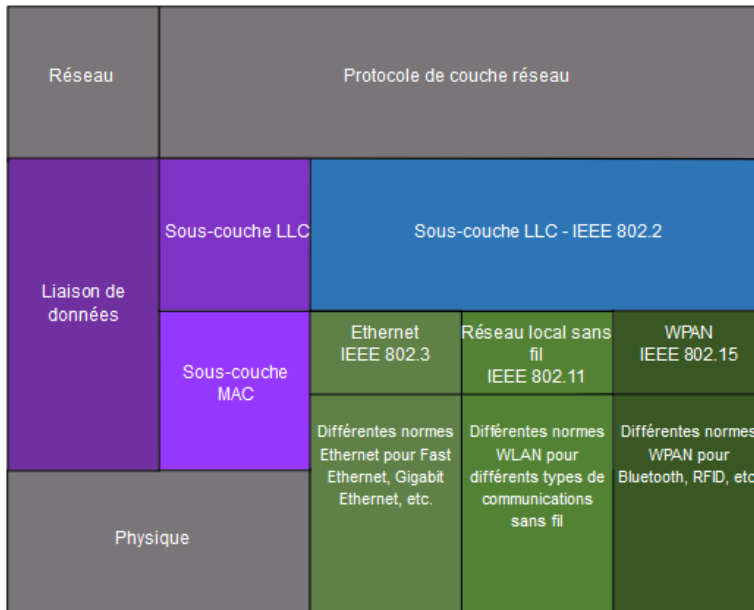 Réseau
Protocole de couche réseau
Liaison de
données
Sous-couche LLC
Sous-couche LLC - IEEE 802.2
Sous-couche
MAC
Ethernet
IEEE 802.3
Réseau local sans
fil
IEEE 802.11
WPAN
IEEE 802.15
Différentes normes
Ethernet pour Fast
Ethernet, Gigabit
Ethernet, etc.
Différentes normes
WLAN pour
différents types de
communications
sans fil
Différentes normes
WPAN pour
Bluetooth, RFID, etc
Physique